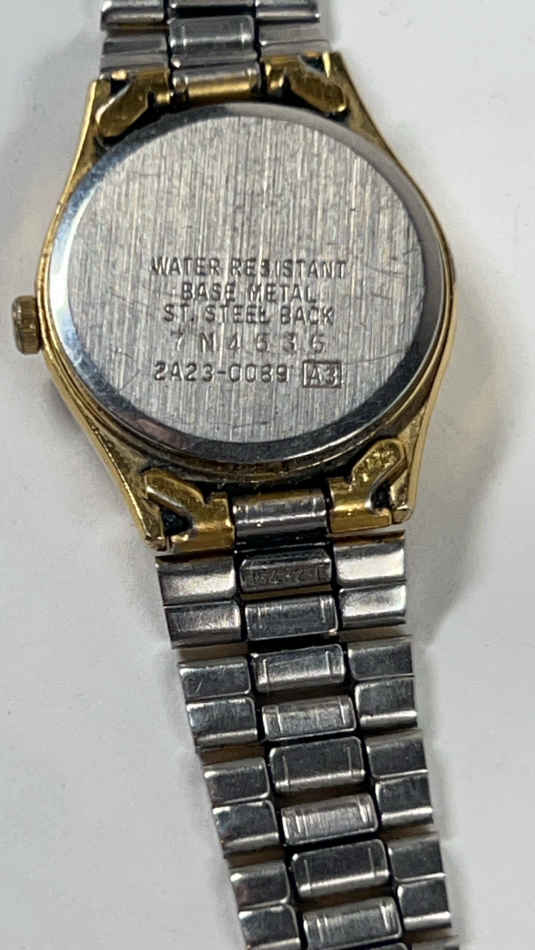 WATER RESISTANT
BASE METAL
ST. STEEL BACK
7N4536
2A23-0089 A3